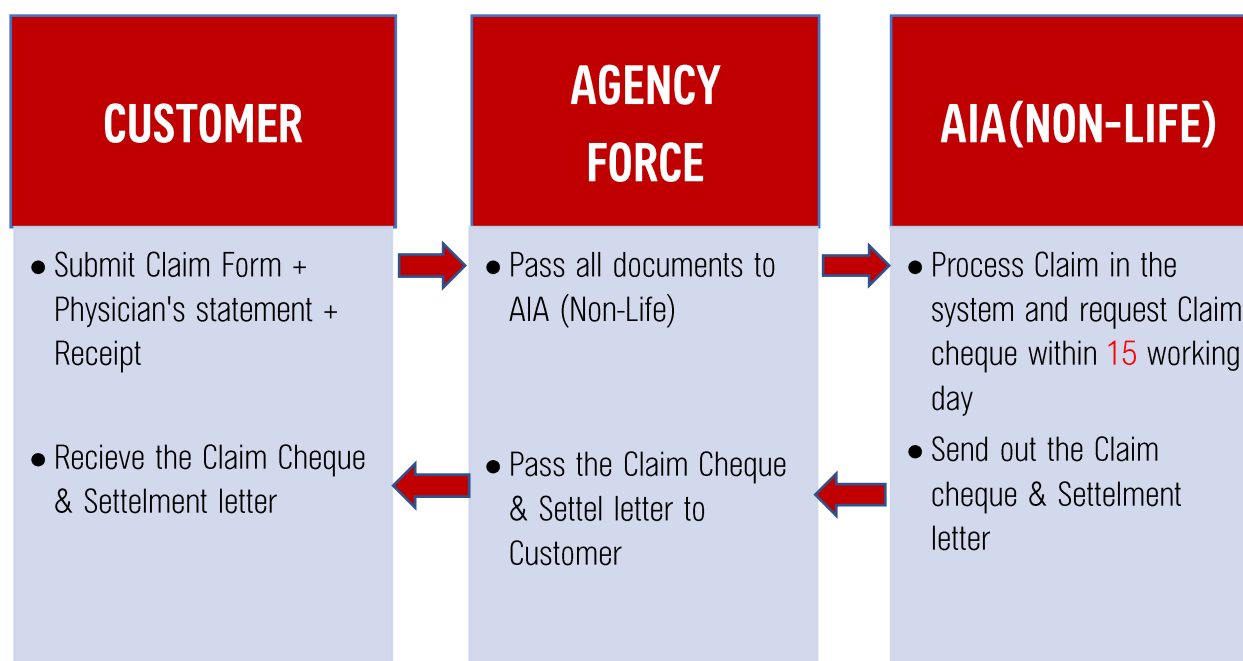 CUSTOMER
● Submit Claim Form +
Physician's statement +
Receipt
● Recieve the Claim Cheque
& Settelment letter
AGENCY
FORCE
● Pass all documents to
AIA (Non-Life)
● Pass the Claim Cheque
& Settel letter to
Customer
AIA(NON-LIFE)
● Process Claim in the
system and request Claim
cheque within 15 working
day
● Send out the Claim
cheque & Settelment
letter